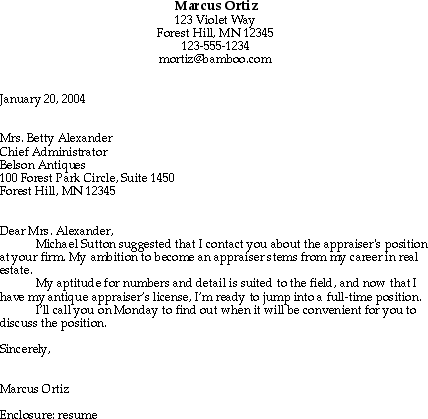 Marcus Ortiz
123 Violet Way
Forest Hill, MN 12345
123-555-1234
mortiz@bamboo.com
January 20, 2004
Mrs. Betty Alexander
Chief Administrator
Belson Antiques
100 Forest Park Circle, Suite 1450
Forest Hill, MN 12345
Dear Mrs. Alexander,
Michael Sutton suggested that I contact you about the appraiser's position
at your firm. My ambition to become an appraiser stems from my career in real
estate.
My aptitude for numbers and detail is suited to the field, and now that I
have my antique appraiser's license, I'm ready to jump into a full-time position.
I'll call you on Monday to find out when it will be convenient for you to
discuss the position.
Sincerely,
Marcus Ortiz
Enclosure: resume